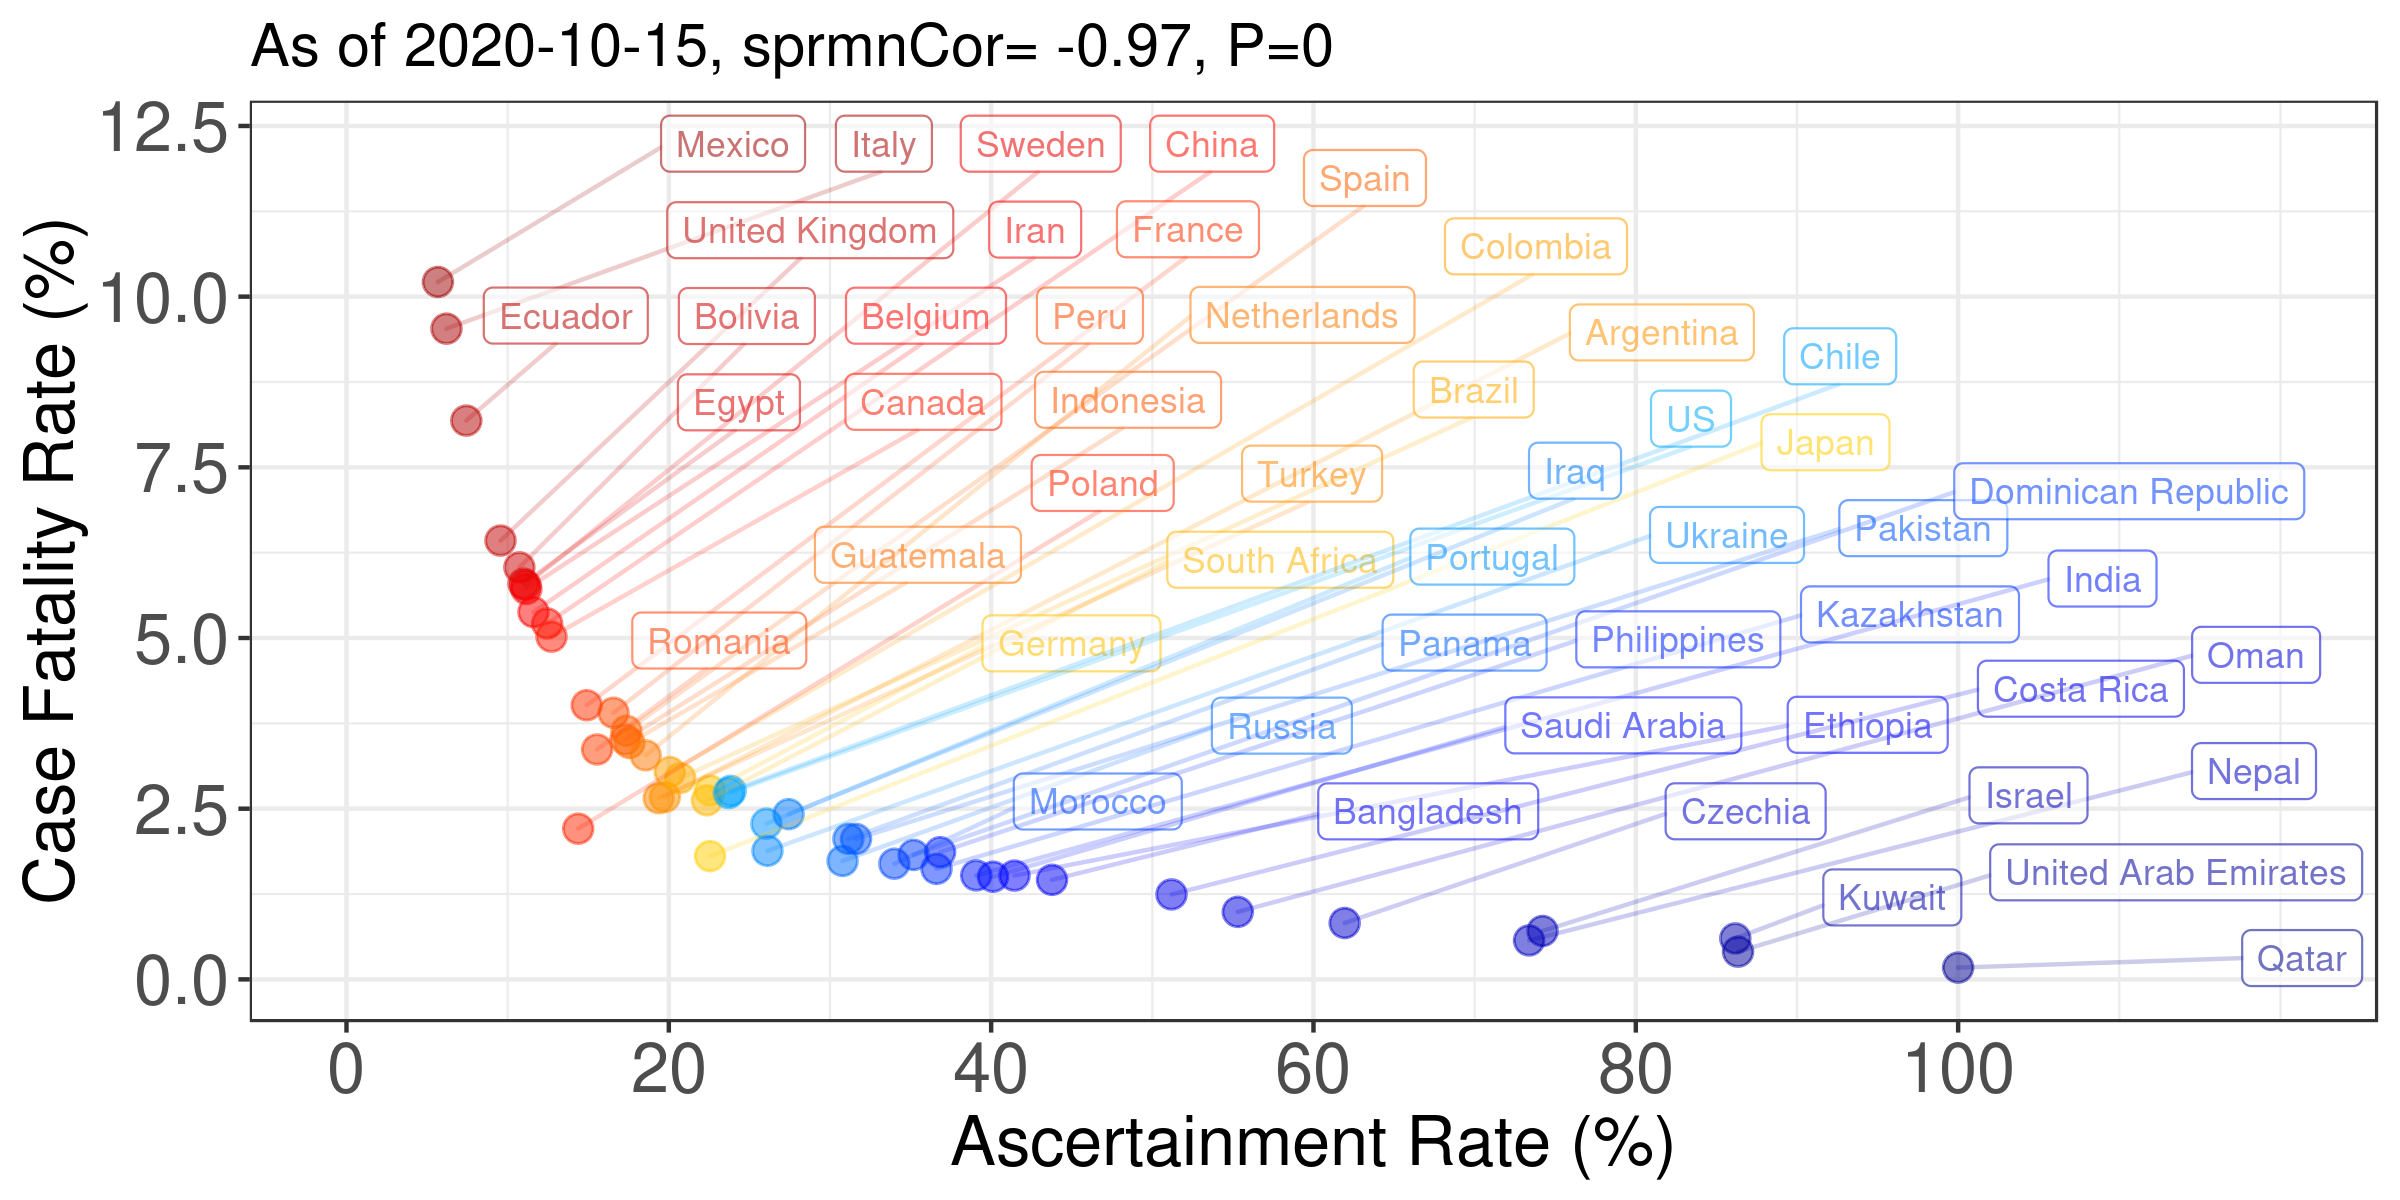 As of 2020-10-15, sprmnCor= -0.97, P=0
Case Fatality Rate (%)
12.5
10.0
7.5
5.0
2.5
0.0
Mexico
Italy
Sweden
China
Spain
United Kingdom
Iran
France
Colombia
Ecuador
Bolivia
Belgium
Peru
Netherlands
Argentina
Chile
Egypt
Canada
Indonesia
Brazil
US
Japan
Poland
Turkey
Iraq
Dominican Republic
Guatemala
South Africa
Portugal
Ukraine
Pakistan
India
Romania
Germany
Panama
Philippines
Kazakhstan
Oman
Russia
Saudi Arabia
Ethiopia
Costa Rica
Morocco
Bangladesh
Czechia
Israel
Nepal
Kuwait
United Arab Emirates
Qatar
0
20
40
60
80
100
Ascertainment Rate (%)